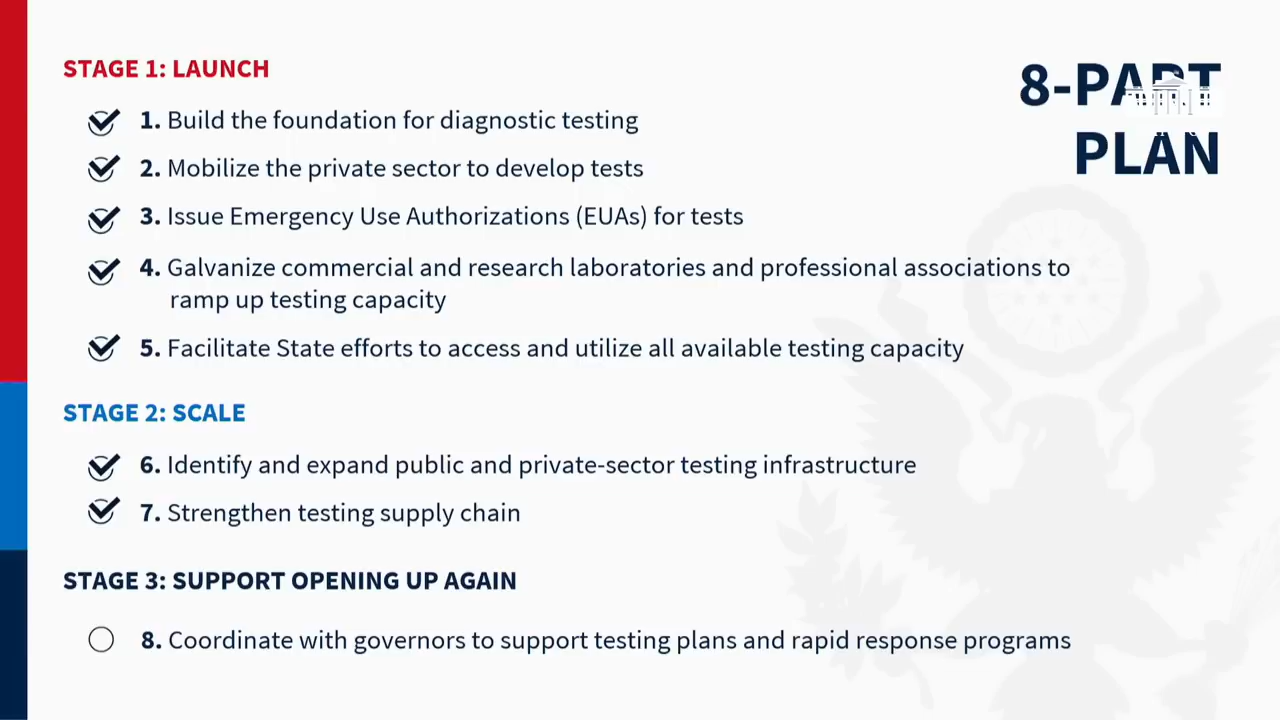 STAGE 1: LAUNCH
8-PART
PLAN
1. Build the foundation for diagnostic testing
2. Mobilize the private sector to develop tests
3. Issue Emergency Use Authorizations (EUAs) for tests
4. Galvanize commercial and research laboratories and professional associations to
ramp up testing capacity
5. Facilitate State efforts to access and utilize all available testing capacity
STAGE 2: SCALE
6. Identify and expand public and private-sector testing infrastructure
7. Strengthen testing supply chain
STAGE 3: SUPPORT OPENING UP AGAIN
8. Coordinate with governors to support testing plans and rapid response programs